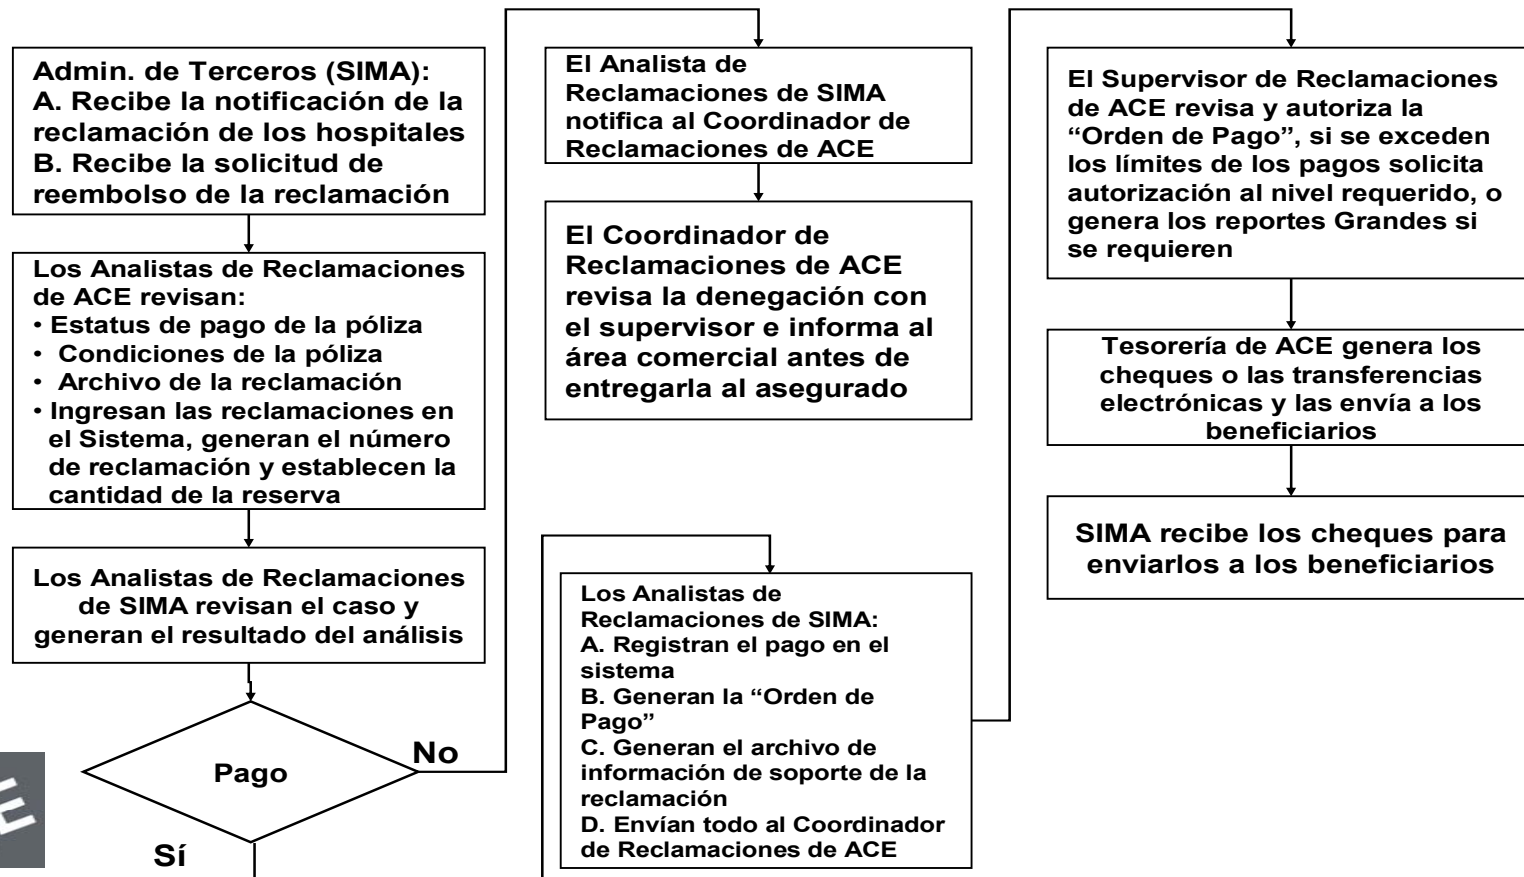 Admin. de Terceros (SIMA):
A. Recibe la notificación de la
reclamación de los hospitales
B. Recibe la solicitud de
reembolso de la reclamación
Los Analistas de Reclamaciones
de ACE revisan:
• Estatus de pago de la póliza
• Condiciones de la póliza
• Archivo de la reclamación
• Ingresan las reclamaciones en
el Sistema, generan el número
de reclamación y establecen la
cantidad de la reserva
Los Analistas de Reclamaciones
de SIMA revisan el caso y
generan el resultado del análisis
Pago
No
Sí
E
El Analista de
Reclamaciones de SIMA
notifica al Coordinador de
Reclamaciones de ACE
El Coordinador de
Reclamaciones de ACE
revisa la denegación con
el supervisor e informa al
área comercial antes de
entregarla al asegurado
Los Analistas de
Reclamaciones de SIMA:
A. Registran el pago en el
sistema
B. Generan la “Orden de
Pago”
C. Generan el archivo de
información de soporte de la
reclamación
D. Envían todo al Coordinador
de Reclamaciones de ACE
El Supervisor de Reclamaciones
de ACE revisa y autoriza la
“Orden de Pago”, si se exceden
los límites de los pagos solicita
autorización al nivel requerido, o
genera los reportes Grandes si
se requieren
Tesorería de ACE genera los
cheques o las transferencias
electrónicas y las envía a los
beneficiarios
SIMA recibe los cheques para
enviarlos a los beneficiarios